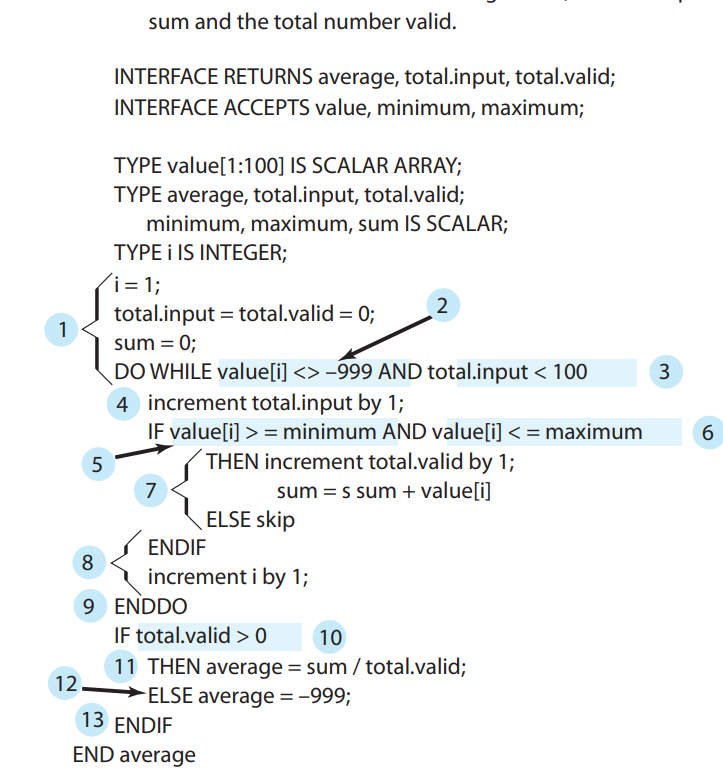 sum and the total number valid.
INTERFACE RETURNS average, total.input, total.valid;
INTERFACE ACCEPTS value, minimum, maximum;
TYPE value[1:100] IS SCALAR ARRAY;
TYPE average, total.input, total.valid;
minimum, maximum, sum IS SCALAR;
TYPE i IS INTEGER;
i = 1;
2
total.input = total.valid = 0;
1
sum = 0;
DO WHILE value[i] <> –999 AND total.input < 100 3
4 increment total.input by 1;
IF value[i] > = minimum AND value[i] < = maximum 6
5 THEN increment total.valid by 1;
7 sum = s sum + value[i]
ELSE skip
ENDIF
8
increment i by 1;
9 ENDDO
IF total.valid > 0 10
11 THEN average = sum / total.valid;
12 ELSE average = –999;
13 ENDIF
END average